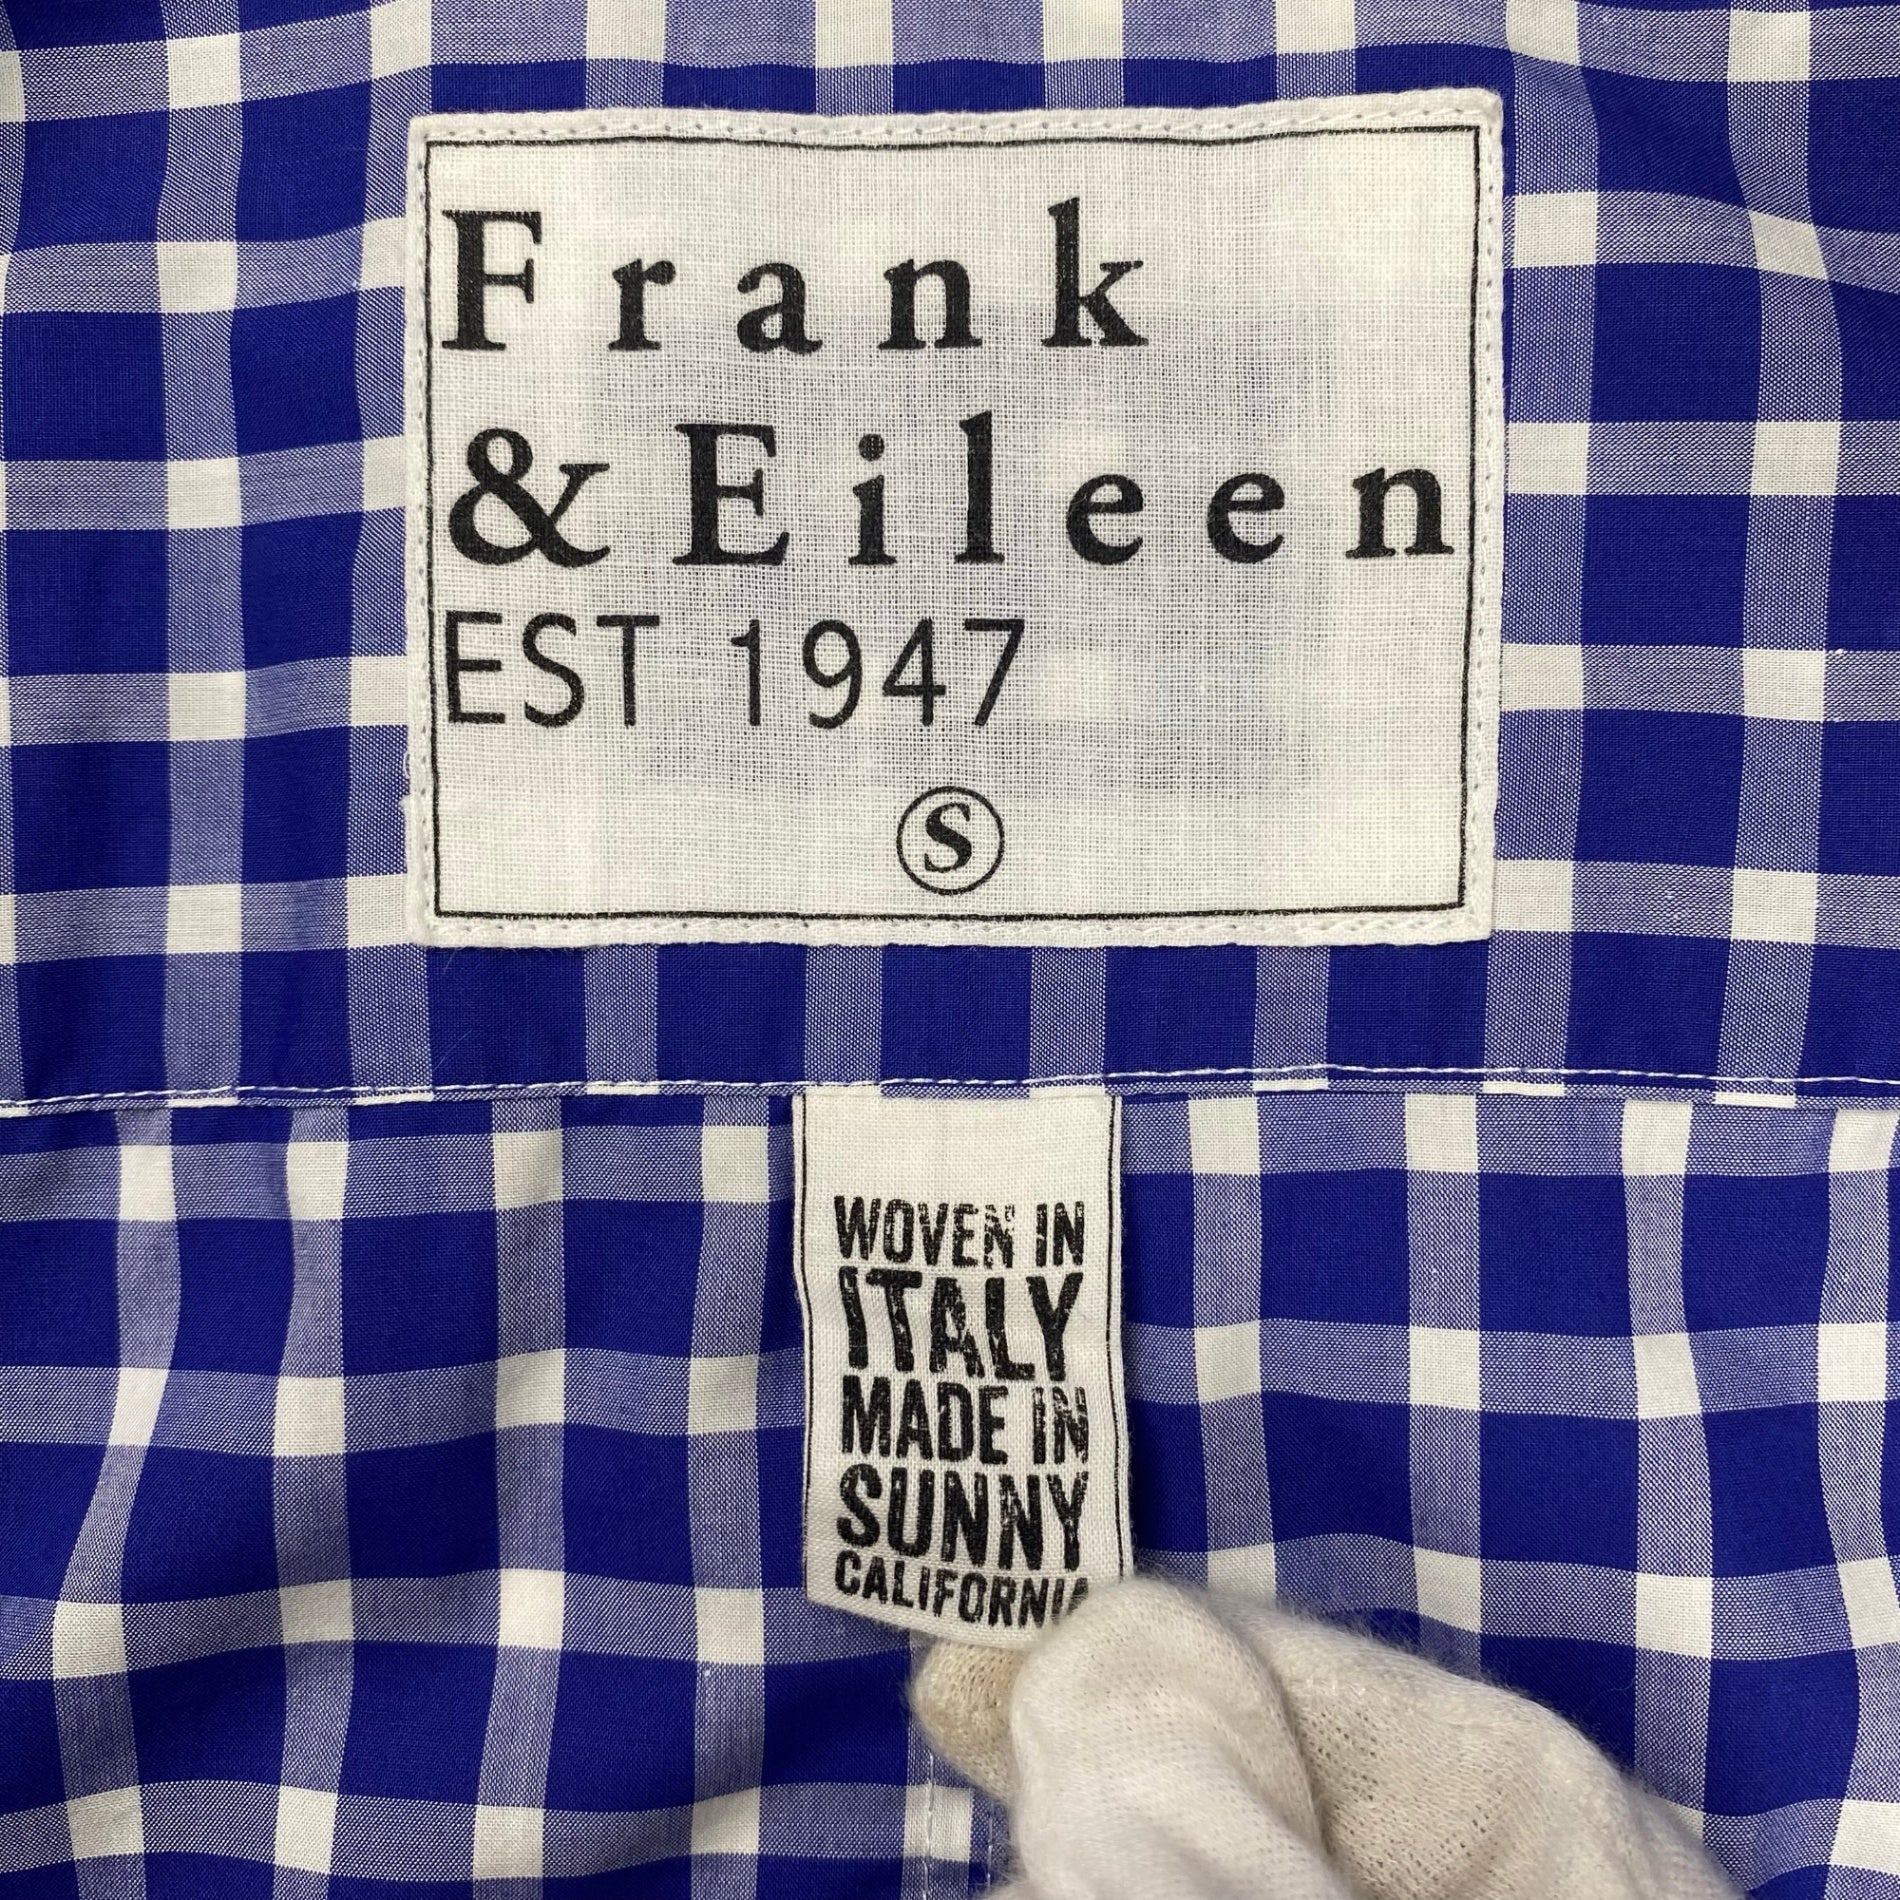 Frank
& Eileen
EST 1947
S
WOVEN IN
ITALY
MADE IN
SUNNY
CALIFORNIA